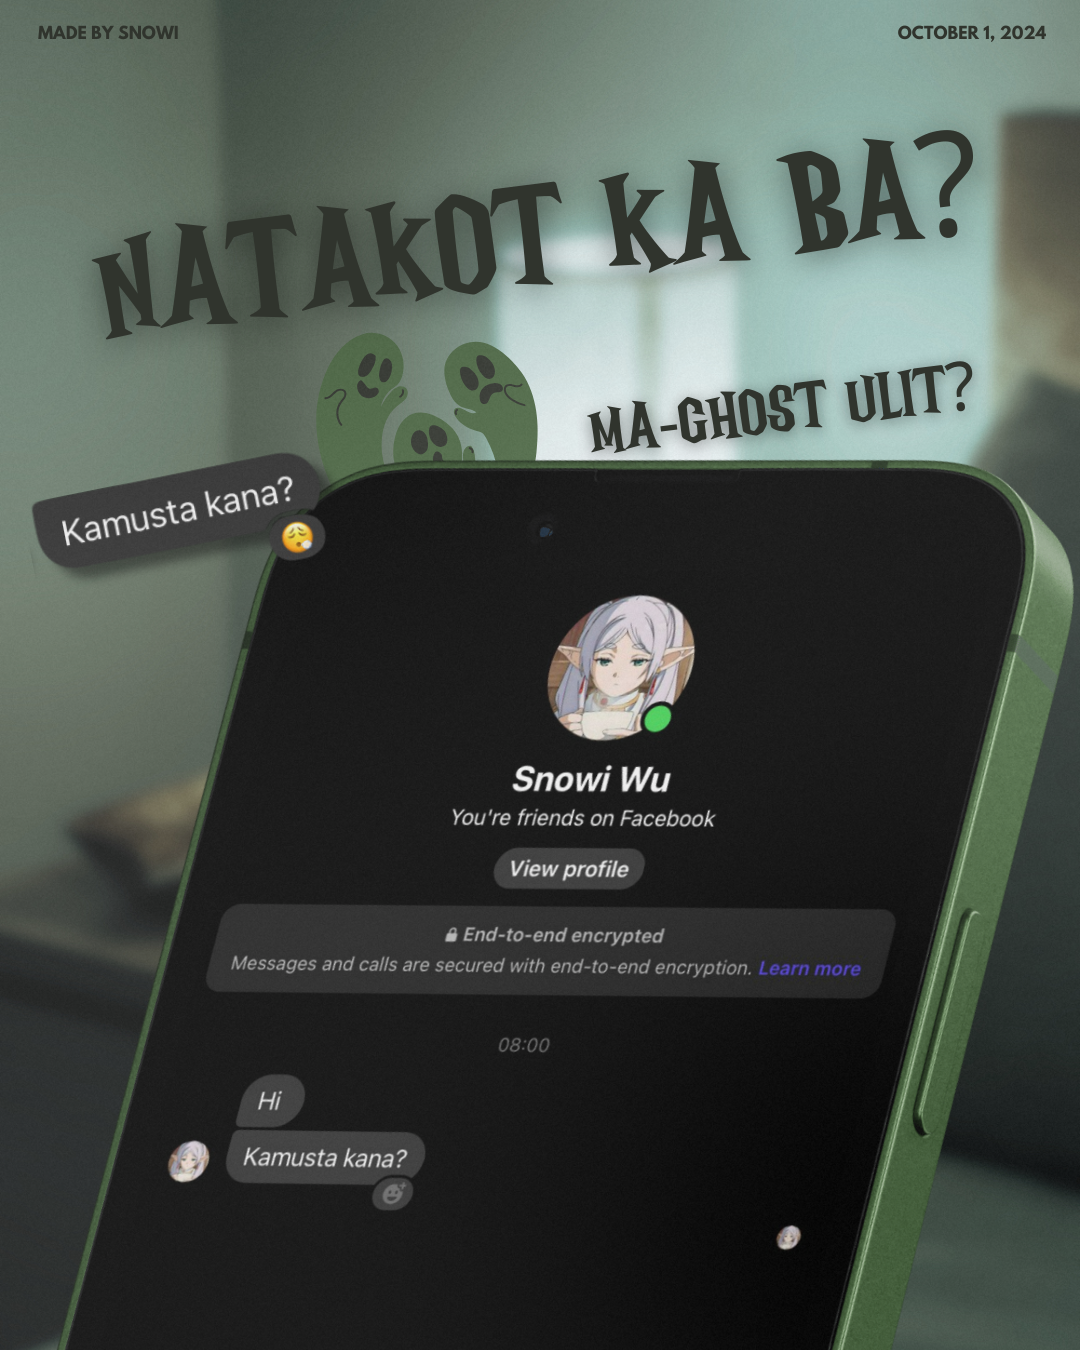 MADE BY SNOWI
OCTOBER 1, 2024
NATAKOT KA BA?
MA-GHOST ULIT?
Kamusta kana?
Snowi Wu
You're friends on Facebook
View profile
End-to-end encrypted
Messages and calls are secured with end-to-end encryption. Learn more
08:00
Hi
Kamusta kana?